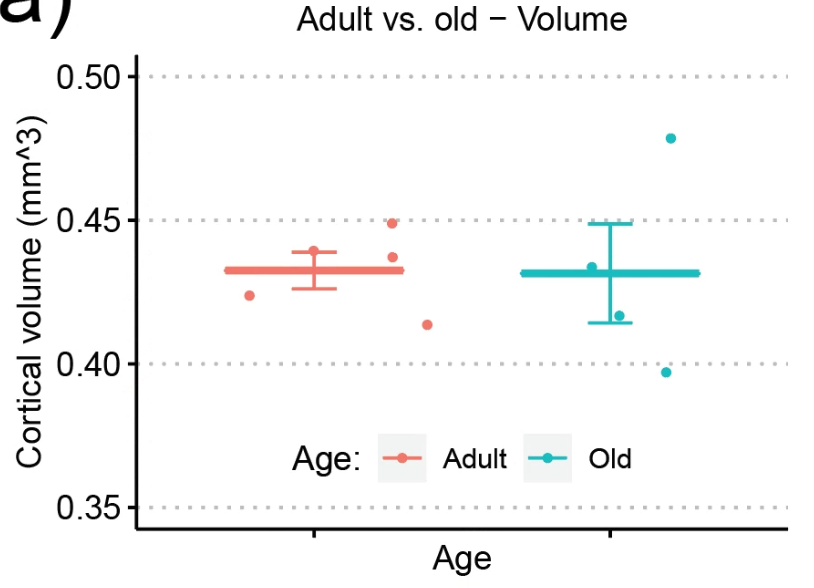 a)
Adult vs. old − Volume
Cortical volume (mm^3)
0.50
0.45
0.40
0.35
Age: Adult Old
Age